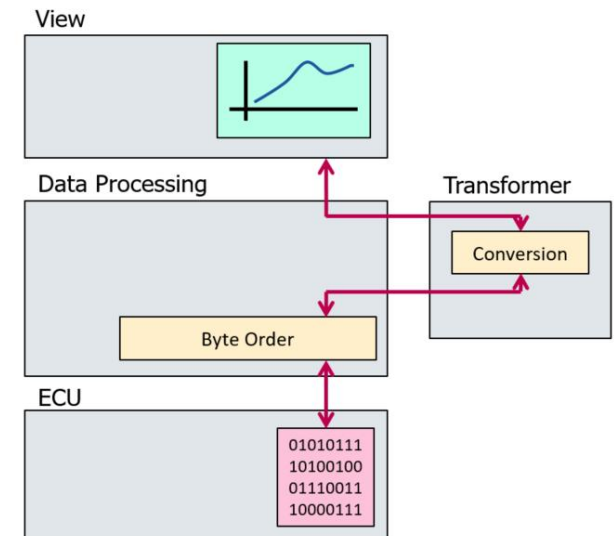 View
Data Processing
Transformer
Conversion
Byte Order
ECU
01010111
10100100
01110011
10000111